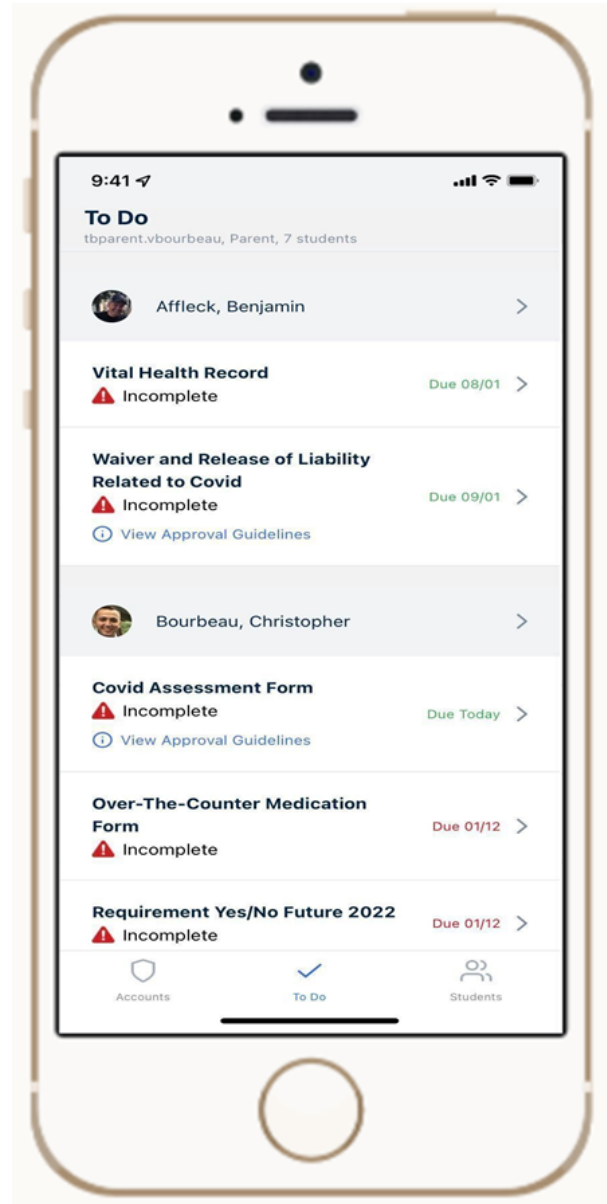 9:41
To Do
tbparent.vbourbeau, Parent, 7 students
Affleck, Benjamin
Vital Health Record
Incomplete
Due 08/01
Waiver and Release of Liability
Related to Covid
Incomplete
Due 09/01
View Approval Guidelines
Bourbeau, Christopher
Covid Assessment Form
Incomplete
Due Today
View Approval Guidelines
Over-The-Counter Medication
Form
Incomplete
Due 01/12
Requirement Yes/No Future 2022
Incomplete
Due 01/12
Accounts
To Do
Students